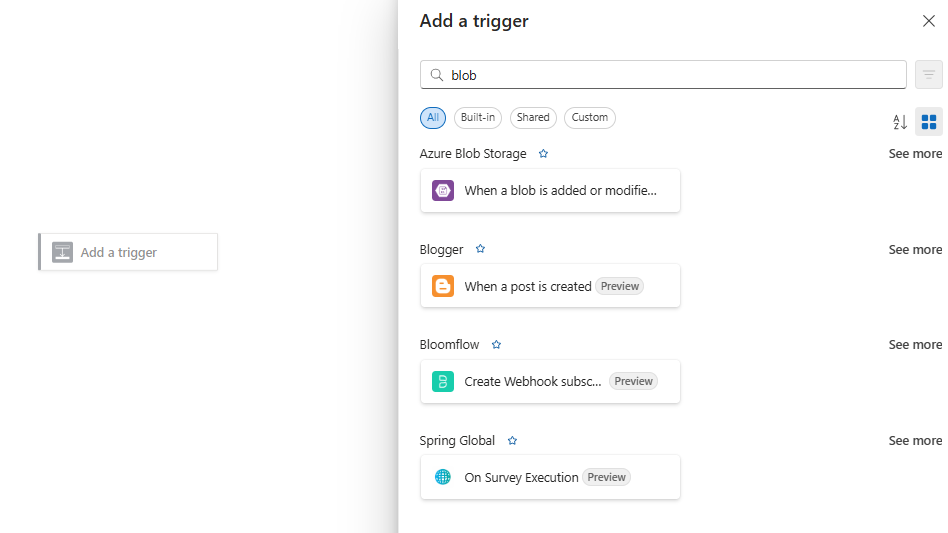 Add a trigger
blob
All Built-in Shared Custom
Azure Blob Storage See more
When a blob is added or modifie...
Blogger See more
Add a trigger
When a post is created Preview
Bloomflow See more
Create Webhook subsc... Preview
Spring Global See more
On Survey Execution Preview